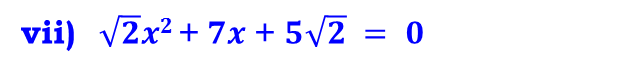 vii) √2x² + 7x + 5√2 = 0